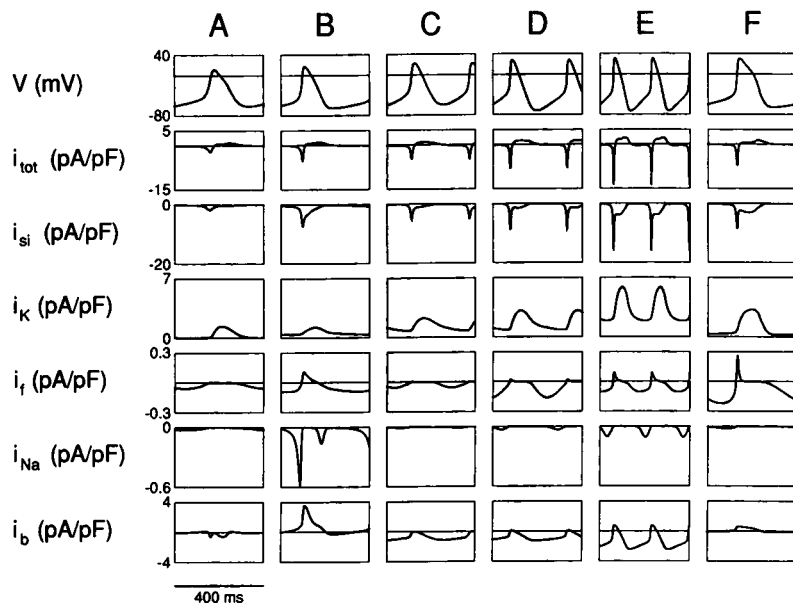 A B C D E F
40
V (mV)
-80
5
i_tot (pA/pF)
-15
0
i_si (pA/pF)
-20
7
i_K (pA/pF)
0
0.3
i_f (pA/pF)
-0.3
0
i_Na (pA/pF)
-0.6
4
i_b (pA/pF)
-4
400 ms